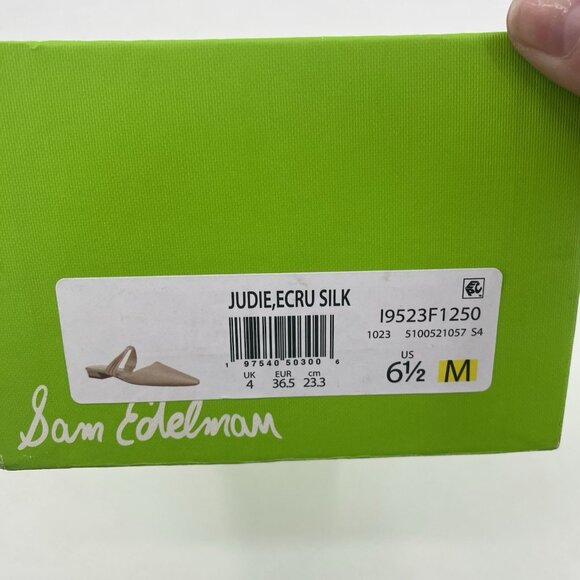 JUDIE,ECRU SILK
I9523F1250
1023 5100521057 S4
1 97540 50300 6
UK EUR cm
4 36.5 23.3
US
6½ M
Sam Edelman